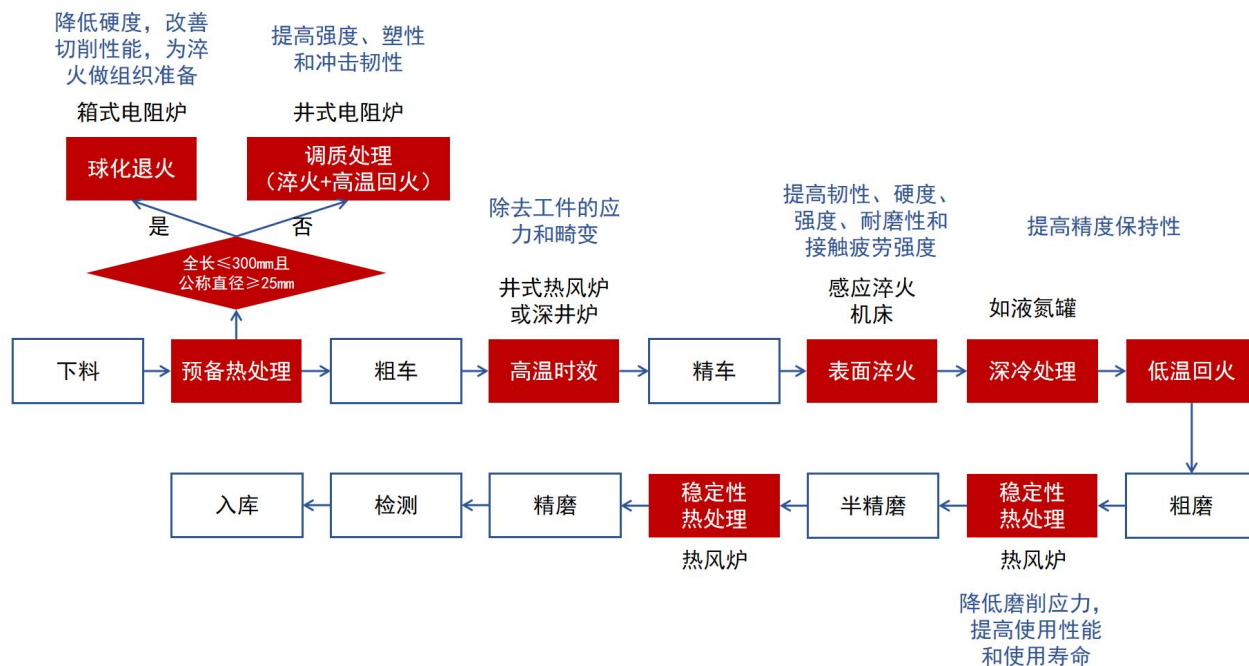 降低硬度，改善
切削性能，为淬
火做组织准备
提高强度、塑性
和冲击韧性
箱式电阻炉
井式电阻炉
球化退火
调质处理
（淬火+高温回火）
是
否
全长≤300mm且
公称直径≥25mm
除去工件的应
力和畸变
井式热风炉
或深井炉
提高韧性、硬度、
强度、耐磨性和
接触疲劳强度
感应淬火
机床
提高精度保持性
如液氮罐
下料
预备热处理
粗车
高温时效
精车
表面淬火
深冷处理
低温回火
粗磨
稳定性
热处理
热风炉
降低磨削应力，
提高使用性能
和使用寿命
半精磨
稳定性
热处理
热风炉
精磨
检测
入库